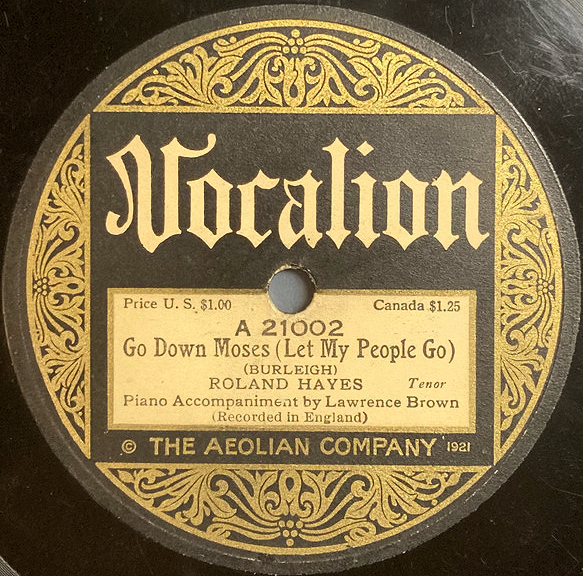 Vocalion
Price U. S. $1.00 Canada $1.25
A 21002
Go Down Moses (Let My People Go)
(BURLEIGH)
ROLAND HAYES Tenor
Piano Accompaniment by Lawrence Brown
(Recorded in England)
© THE AEOLIAN COMPANY 1921